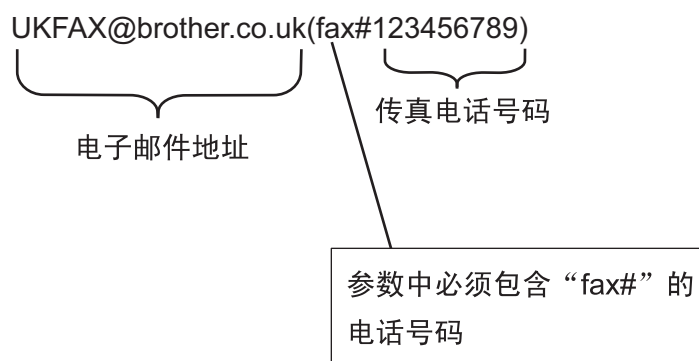 UKFAX@brother.co.uk(fax#123456789)
传真电话号码
电子邮件地址
参数中必须包含“fax#”的
电话号码